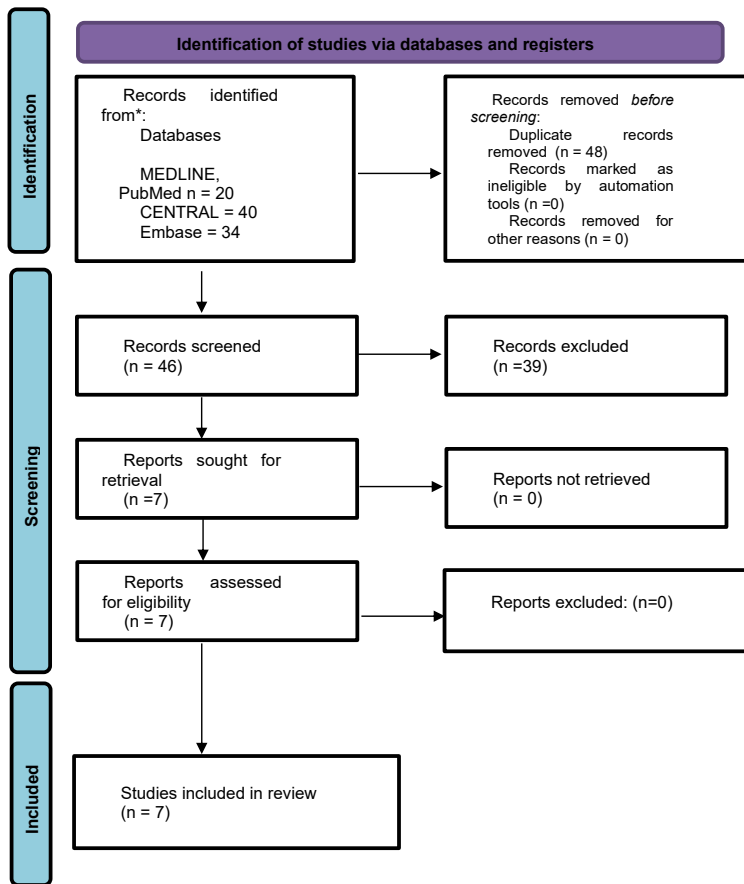 Identification of studies via databases and registers
Identification
Records identified
from*:
Databases
MEDLINE,
PubMed n = 20
CENTRAL = 40
Embase = 34
Records removed before
screening:
Duplicate records
removed (n = 48)
Records marked as
ineligible by automation
tools (n =0)
Records removed for
other reasons (n = 0)
Screening
Records screened
(n = 46)
Records excluded
(n =39)
Reports sought for
retrieval
(n =7)
Reports not retrieved
(n = 0)
Reports assessed
for eligibility
(n = 7)
Reports excluded: (n=0)
Included
Studies included in review
(n = 7)